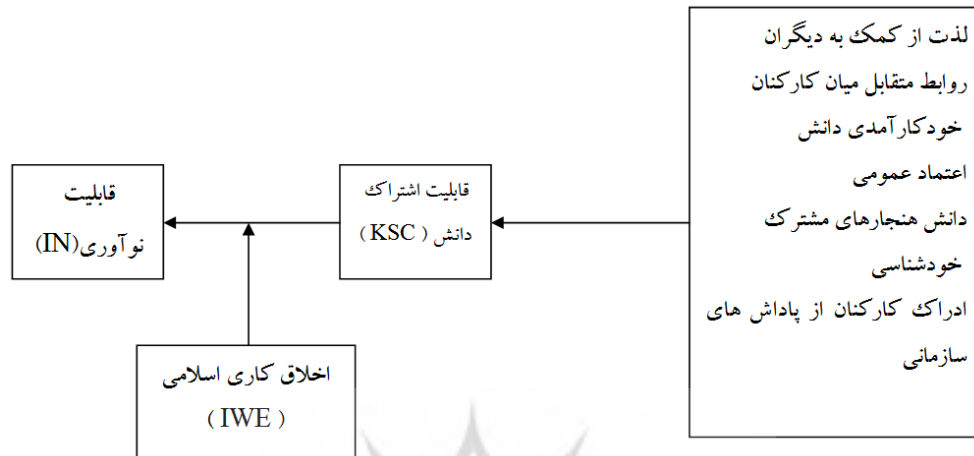 لذت از کمک به دیگران
روابط متقابل میان کارکنان
خودکارآمدی دانش
اعتماد عمومی
دانش هنجارهای مشترک
خودشناسی
ادراک کارکنان از پاداش های
سازمانی
قابلیت اشتراک
دانش ( KSC )
قابلیت
نوآوری(IN)
اخلاق کاری اسلامی
( IWE )